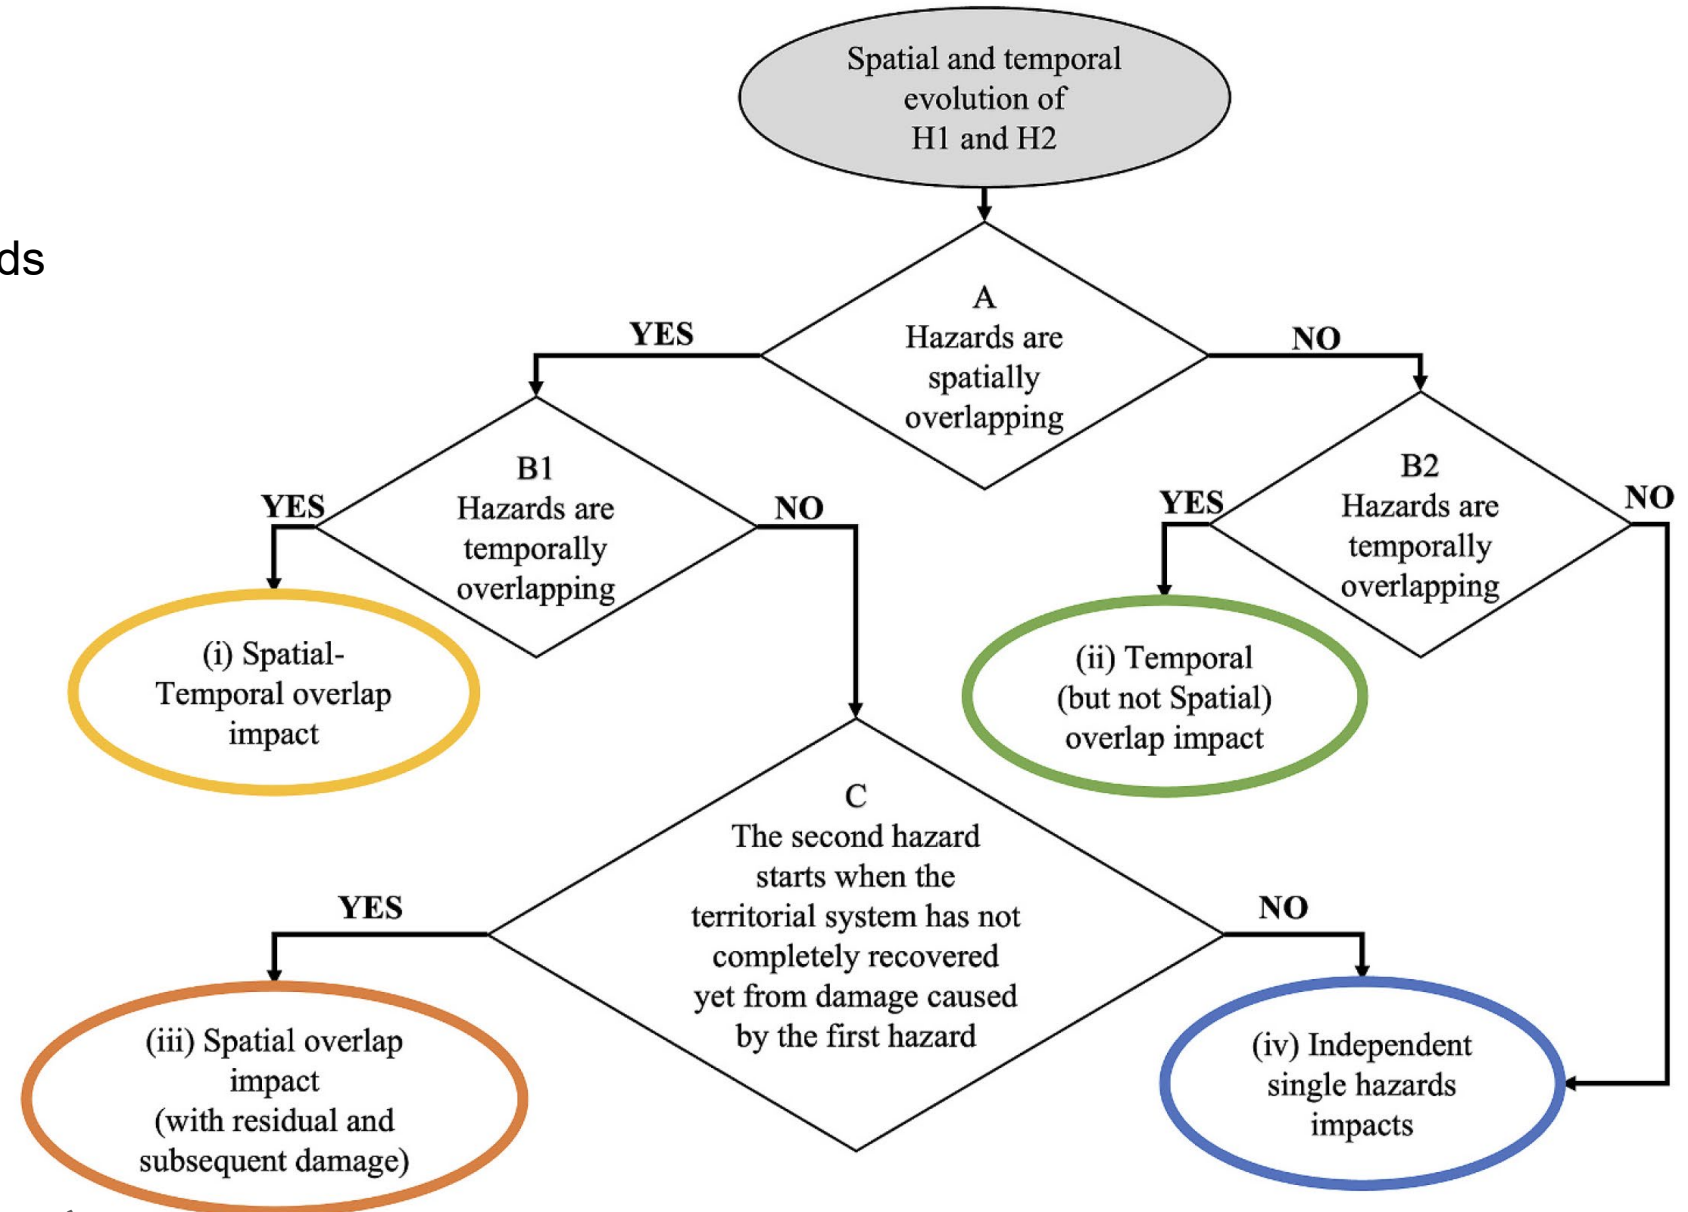 Spatial and temporal
evolution of
H1 and H2
ds
A
Hazards are
spatially
overlapping
YES
NO
B1
Hazards are
temporally
overlapping
YES
NO
B2
Hazards are
temporally
overlapping
YES
NO
(i) Spatial-
Temporal overlap
impact
(ii) Temporal
(but not Spatial)
overlap impact
C
The second hazard
starts when the
territorial system has not
completely recovered
yet from damage caused
by the first hazard
YES
NO
(iii) Spatial overlap
impact
(with residual and
subsequent damage)
(iv) Independent
single hazards
impacts